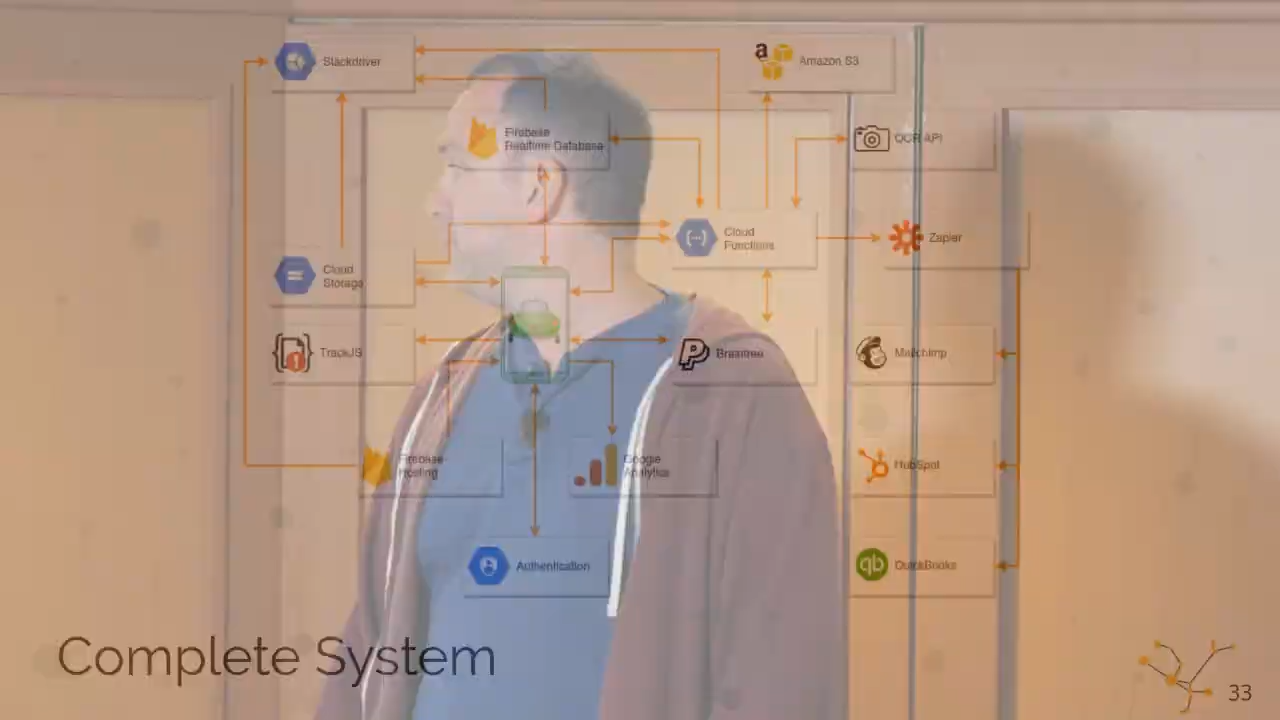 Stackdriver
Amazon S3
Firebase
Realtime Database
OCR API
Cloud
Functions
Zapier
Cloud
Storage
TrackJS
Braintree
Mailchimp
Firebase
Hosting
Google
Analytics
HubSpot
qb QuickBooks
Authentication
Complete System
33